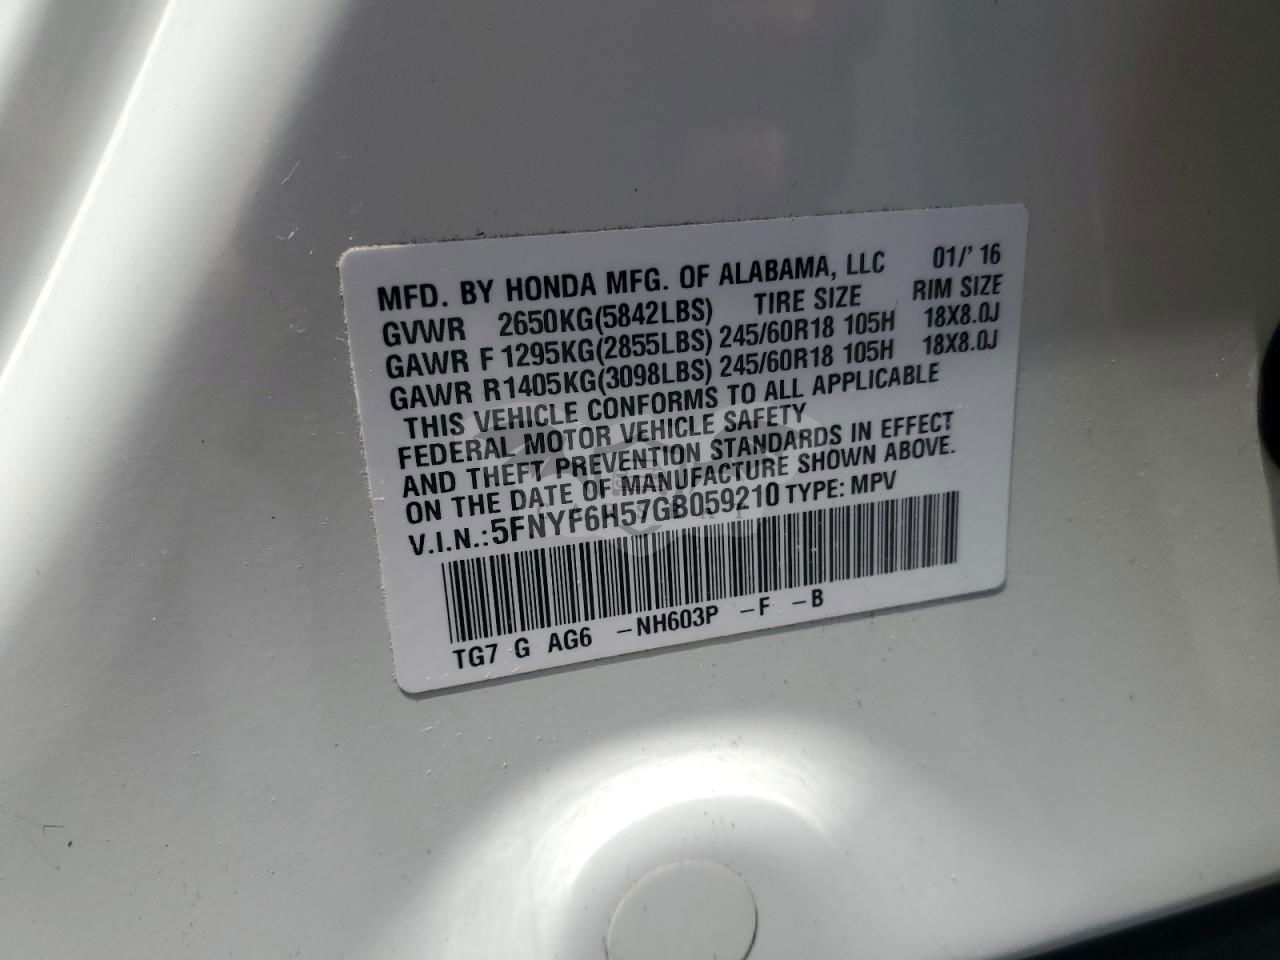 MFD. BY HONDA MFG. OF ALABAMA, LLC 01/' 16
GVWR 2650KG(5842LBS) TIRE SIZE RIM SIZE
GAWR F 1295KG(2855LBS) 245/60R18 105H 18X8.0J
GAWR R1405KG(3098LBS) 245/60R18 105H 18X8.0J
THIS VEHICLE CONFORMS TO ALL APPLICABLE
FEDERAL MOTOR VEHICLE SAFETY
AND THEFT PREVENTION STANDARDS IN EFFECT
ON THE DATE OF MANUFACTURE SHOWN ABOVE.
V.I.N.:5FNYF6H57GB059210 TYPE: MPV
TG7 G AG6 -NH603P -F -B